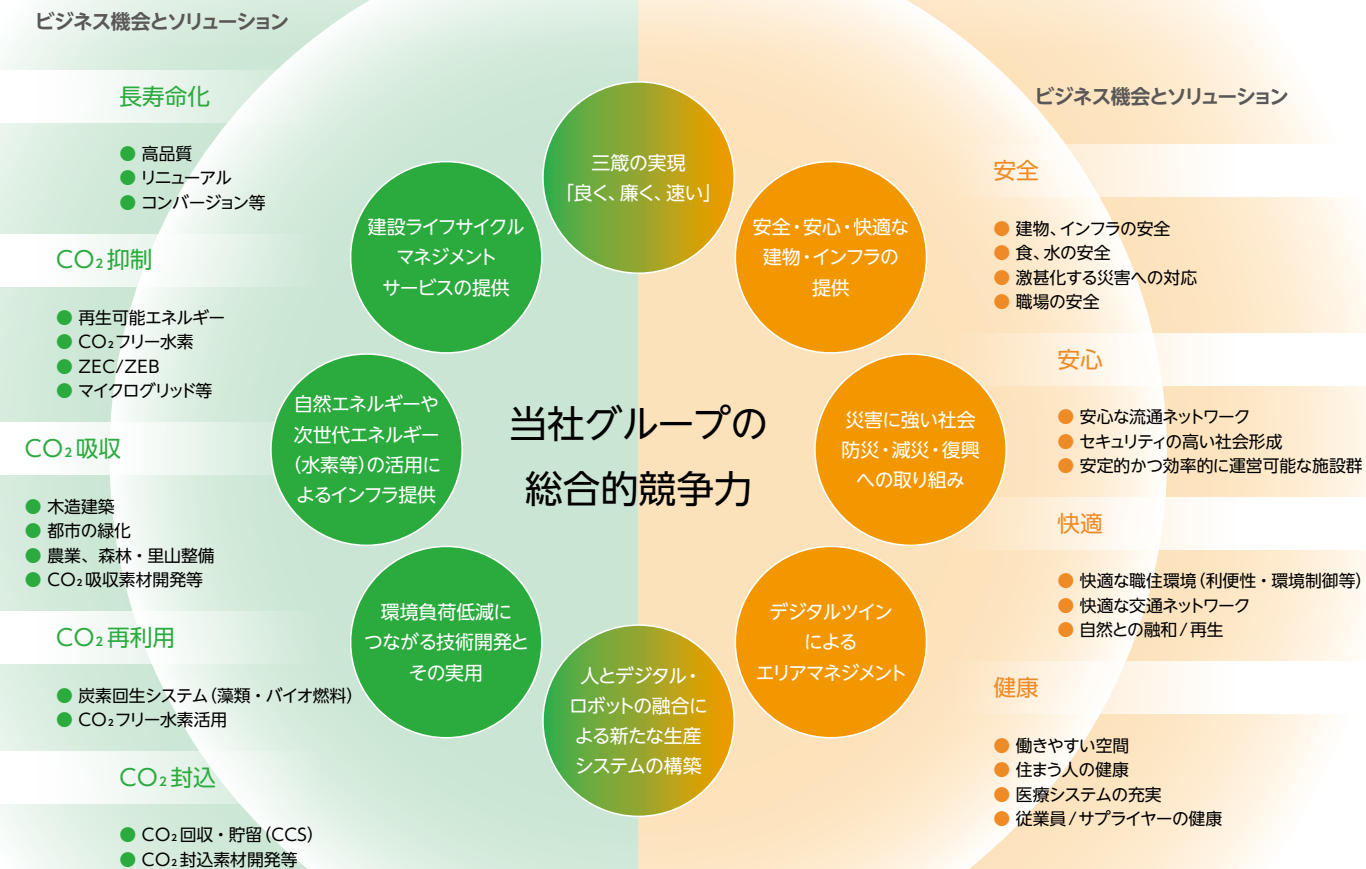 ビジネス機会とソリューション
長寿命化
● 高品質
● リニューアル
● コンバージョン等
CO₂抑制
● 再生可能エネルギー
● CO₂フリー水素
● ZEC/ZEB
● マイクログリッド等
CO₂吸収
● 木造建築
● 都市の緑化
● 農業、森林・里山整備
● CO₂吸収素材開発等
CO₂再利用
● 炭素回生システム(藻類・バイオ燃料)
● CO₂フリー水素活用
CO₂封込
● CO₂回収・貯留(CCS)
● CO₂封込素材開発等
三箴の実現
「良く、廉く、速い」
建設ライフサイクル
マネジメント
サービスの提供
安全・安心・快適な
建物・インフラの
提供
自然エネルギーや
次世代エネルギー
(水素等)の活用に
よるインフラ提供
当社グループの
総合的競争力
災害に強い社会
防災・減災・復興
への取り組み
環境負荷低減に
つながる技術開発と
その実用
デジタルツイン
による
エリアマネジメント
人とデジタル・
ロボットの融合に
よる新たな生産
システムの構築
ビジネス機会とソリューション
安全
● 建物、インフラの安全
● 食、水の安全
● 激甚化する災害への対応
● 職場の安全
安心
● 安心な流通ネットワーク
● セキュリティの高い社会形成
● 安定的かつ効率的に運営可能な施設群
快適
● 快適な職住環境(利便性・環境制御等)
● 快適な交通ネットワーク
● 自然との融和/再生
健康
● 働きやすい空間
● 住まう人の健康
● 医療システムの充実
● 従業員/サプライヤーの健康